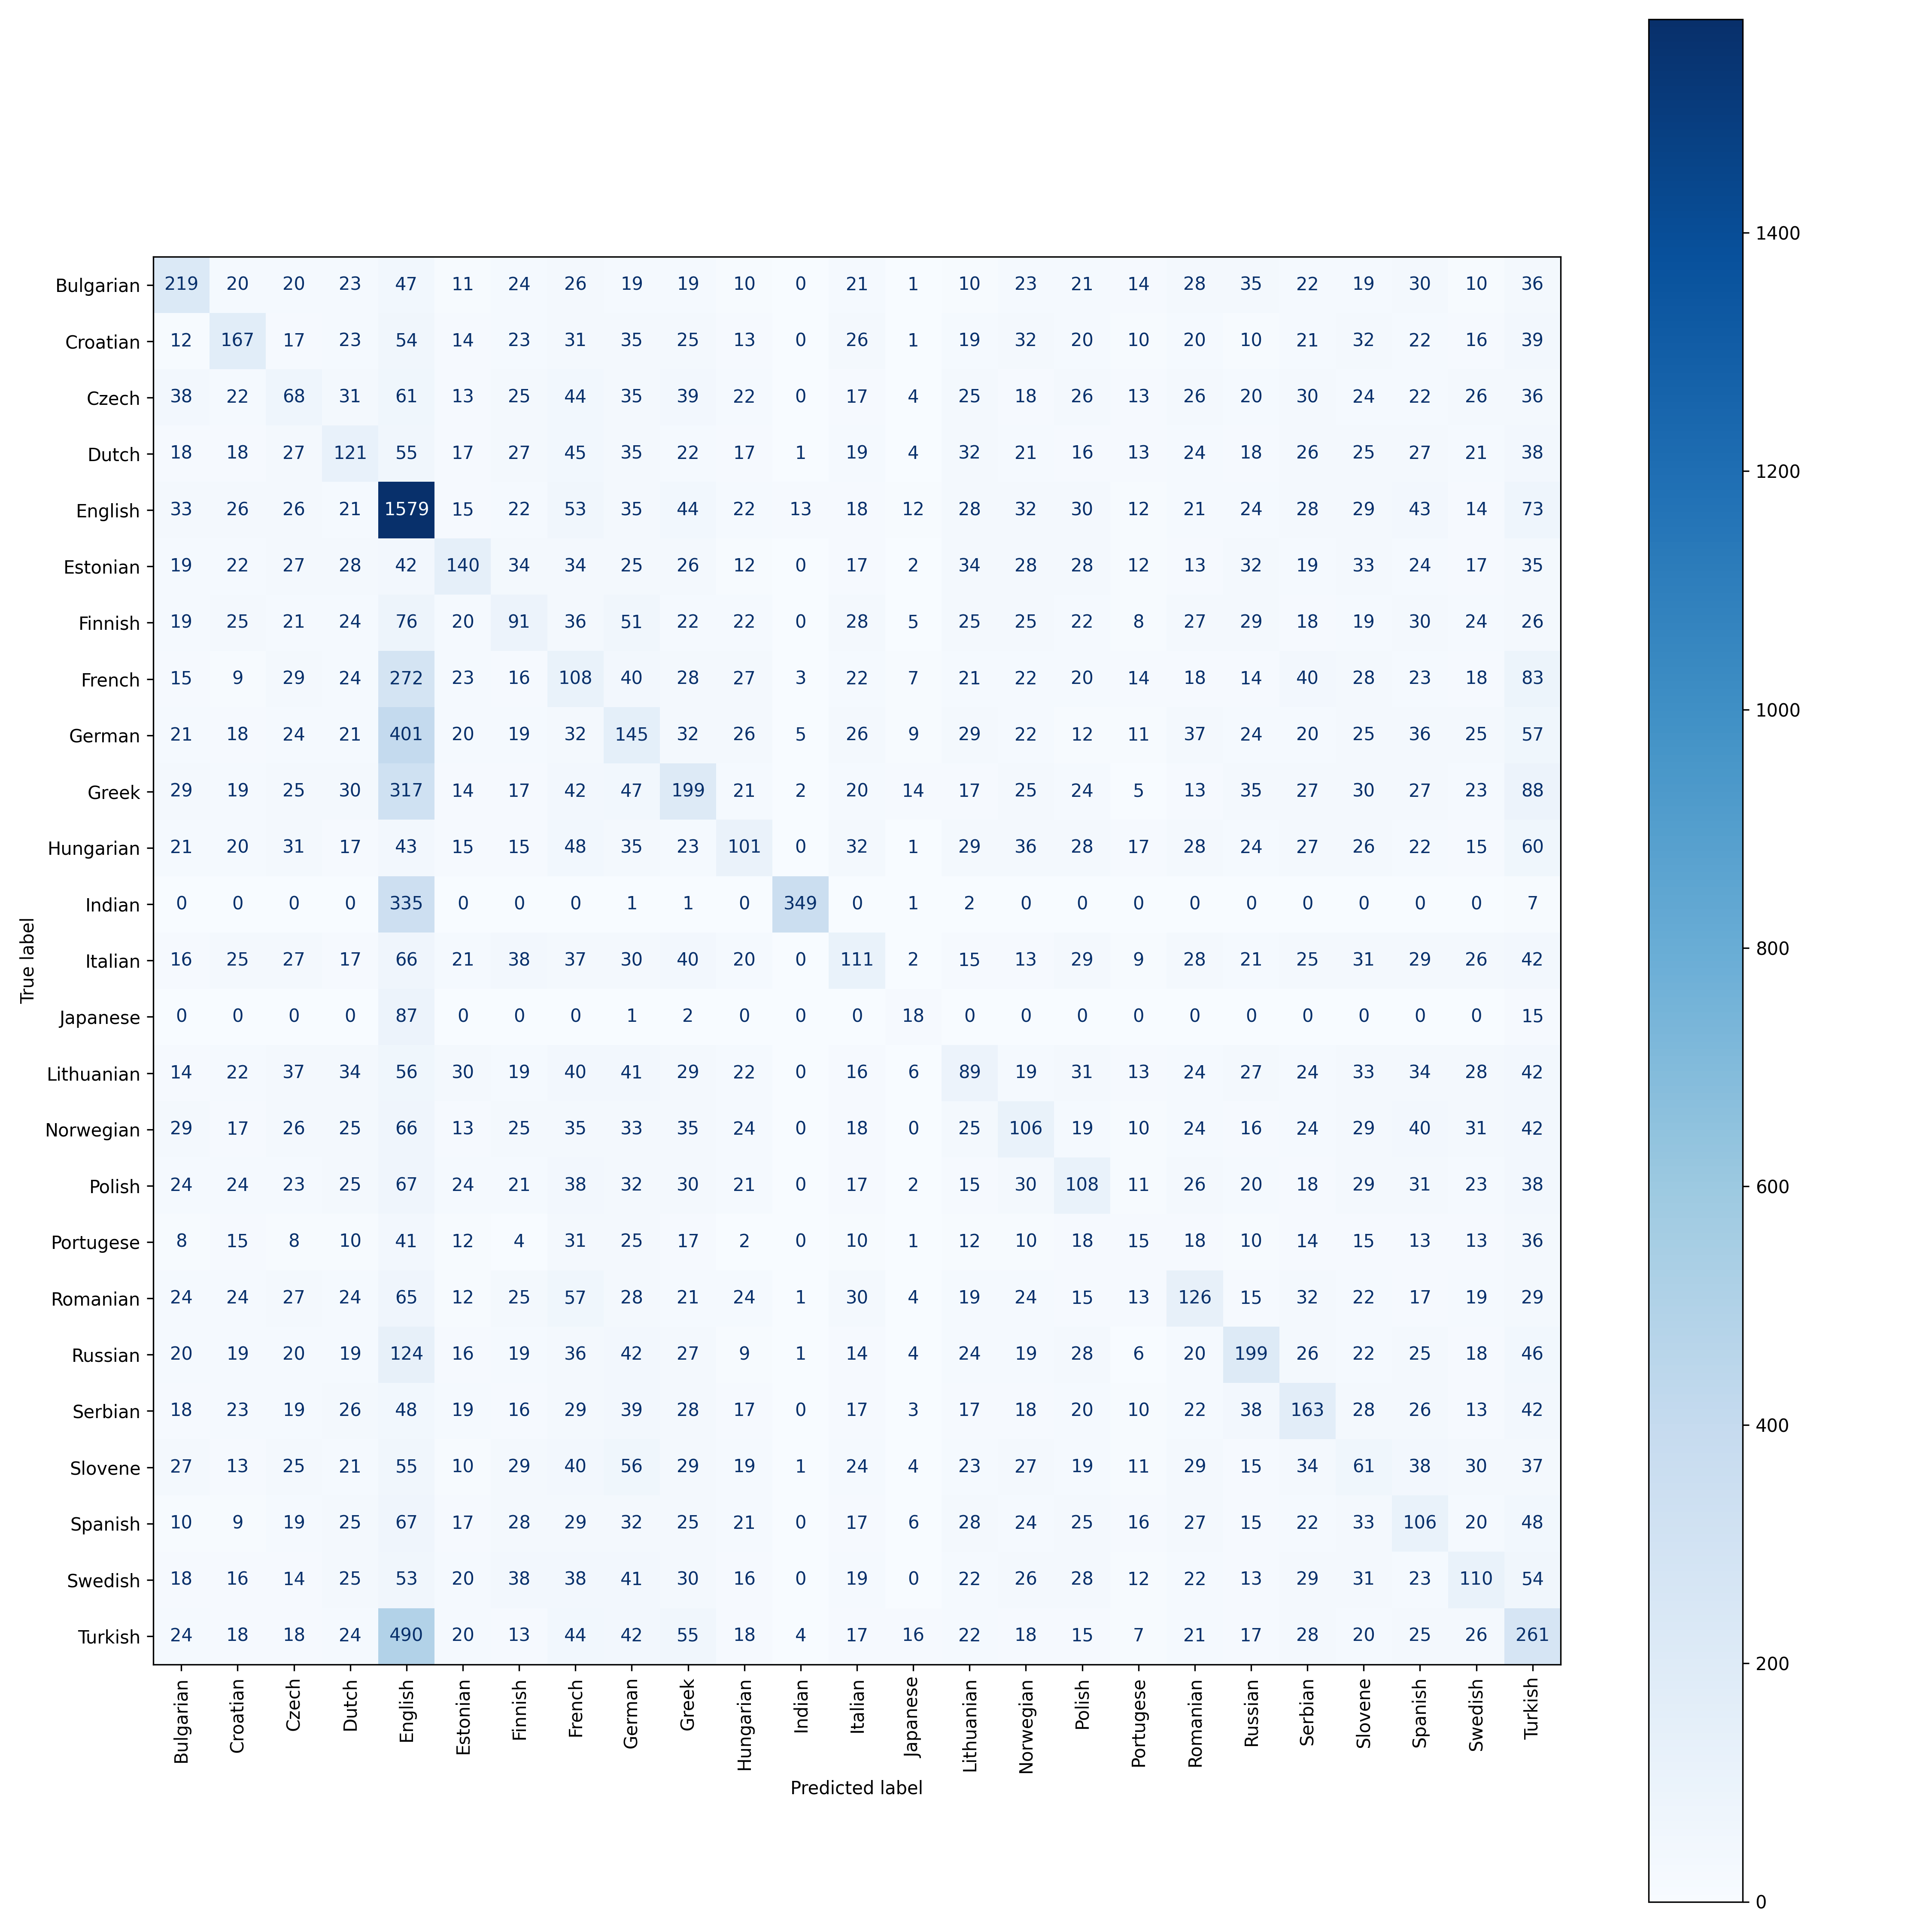 1400
Bulgarian 219 20 20 23 47 11 24 26 19 19 10 0 21 1 10 23 21 14 28 35 22 19 30 10 36
Croatian 12 167 17 23 54 14 23 31 35 25 13 0 26 1 19 32 20 10 20 10 21 32 22 16 39
Czech 38 22 68 31 61 13 25 44 35 39 22 0 17 4 25 18 26 13 26 20 30 24 22 26 36
Dutch 18 18 27 121 55 17 27 45 35 22 17 1 19 4 32 21 16 13 24 18 26 25 27 21 38
1200
English 33 26 26 21 1579 15 22 53 35 44 22 13 18 12 28 32 30 12 21 24 28 29 43 14 73
Estonian 19 22 27 28 42 140 34 34 25 26 12 0 17 2 34 28 28 12 13 32 19 33 24 17 35
Finnish 19 25 21 24 76 20 91 36 51 22 22 0 28 5 25 25 22 8 27 29 18 19 30 24 26
French 15 9 29 24 272 23 16 108 40 28 27 3 22 7 21 22 20 14 18 14 40 28 23 18 83
1000
German 21 18 24 21 401 20 19 32 145 32 26 5 26 9 29 22 12 11 37 24 20 25 36 25 57
Greek 29 19 25 30 317 14 17 42 47 199 21 2 20 14 17 25 24 5 13 35 27 30 27 23 88
Hungarian 21 20 31 17 43 15 15 48 35 23 101 0 32 1 29 36 28 17 28 24 27 26 22 15 60
Indian 0 0 0 0 335 0 0 0 1 1 0 349 0 1 2 0 0 0 0 0 0 0 0 0 7
800
True label
Italian 16 25 27 17 66 21 38 37 30 40 20 0 111 2 15 13 29 9 28 21 25 31 29 26 42
Japanese 0 0 0 0 87 0 0 0 1 2 0 0 0 18 0 0 0 0 0 0 0 0 0 0 15
Lithuanian 14 22 37 34 56 30 19 40 41 29 22 0 16 6 89 19 31 13 24 27 24 33 34 28 42
Norwegian 29 17 26 25 66 13 25 35 33 35 24 0 18 0 25 106 19 10 24 16 24 29 40 31 42
Polish 24 24 23 25 67 24 21 38 32 30 21 0 17 2 15 30 108 11 26 20 18 29 31 23 38
600
Portugese 8 15 8 10 41 12 4 31 25 17 2 0 10 1 12 10 18 15 18 10 14 15 13 13 36
Romanian 24 24 27 24 65 12 25 57 28 21 24 1 30 4 19 24 15 13 126 15 32 22 17 19 29
Russian 20 19 20 19 124 16 19 36 42 27 9 1 14 4 24 19 28 6 20 199 26 22 25 18 46
Serbian 18 23 19 26 48 19 16 29 39 28 17 0 17 3 17 18 20 10 22 38 163 28 26 13 42
400
Slovene 27 13 25 21 55 10 29 40 56 29 19 1 24 4 23 27 19 11 29 15 34 61 38 30 37
Spanish 10 9 19 25 67 17 28 29 32 25 21 0 17 6 28 24 25 16 27 15 22 33 106 20 48
Swedish 18 16 14 25 53 20 38 38 41 30 16 0 19 0 22 26 28 12 22 13 29 31 23 110 54
Turkish 24 18 18 24 490 20 13 44 42 55 18 4 17 16 22 18 15 7 21 17 28 20 25 26 261
200
Bulgarian Croatian Czech Dutch English Estonian Finnish French German Greek Hungarian Indian Italian Japanese Lithuanian Norwegian Polish Portugese Romanian Russian Serbian Slovene Spanish Swedish Turkish
Predicted label
0